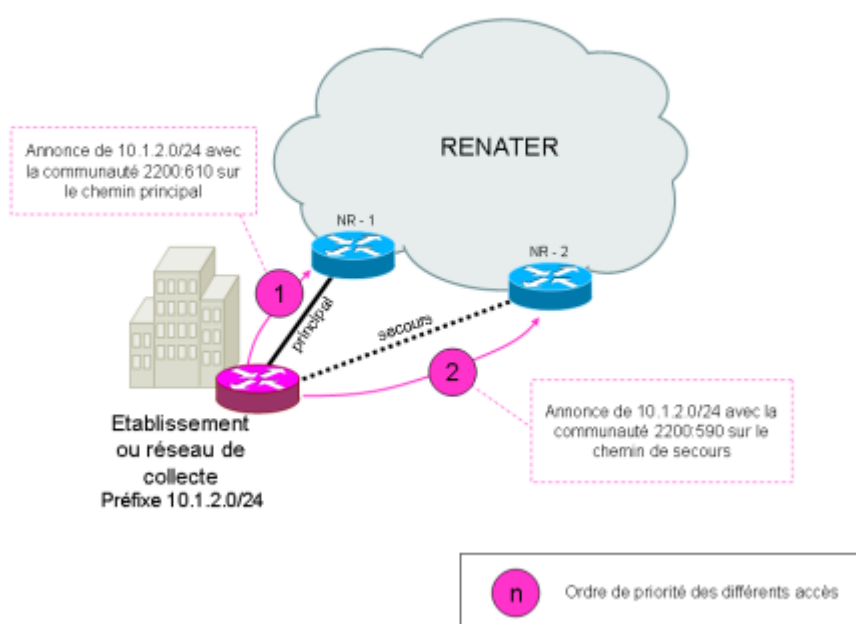 RENATER
Annonce de 10.1.2.0/24 avec
la communauté 2200:610 sur
le chemin principal
NR - 1
NR - 2
1
principal
secours
2
Etablissement
ou réseau de
collecte
Préfixe 10.1.2.0/24
Annonce de 10.1.2.0/24 avec la
communauté 2200:590 sur le
chemin de secours
n
Ordre de priorité des différents accès